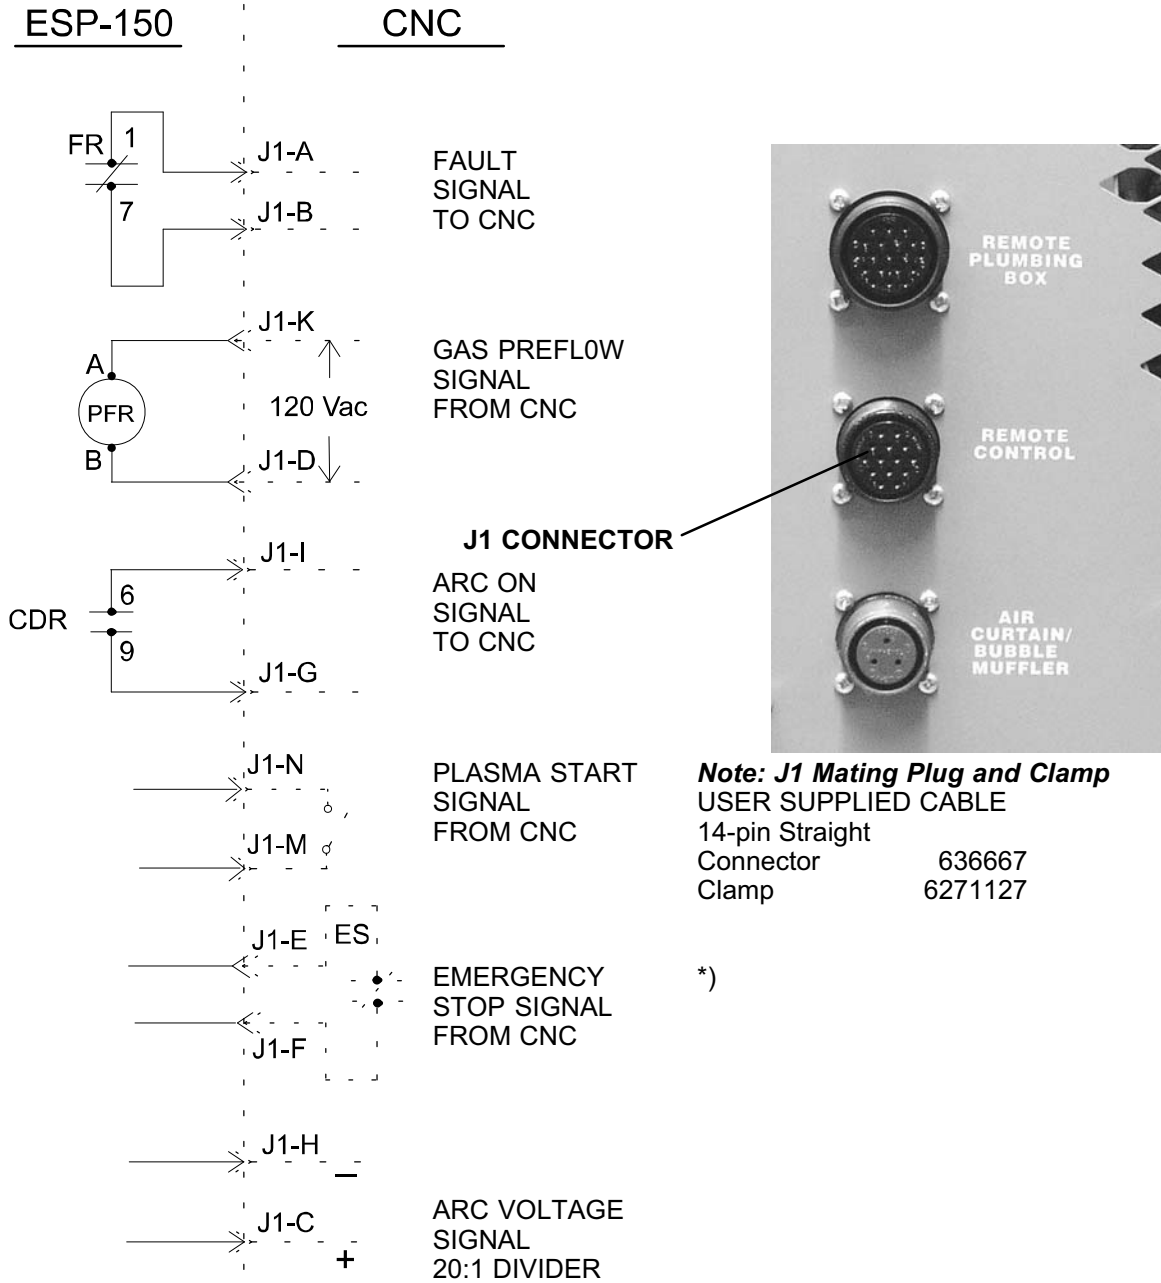 ESP-150
CNC
FR 1
7
J1-A
J1-B
FAULT
SIGNAL
TO CNC
J1-K
A
PFR
B
120 Vac
J1-D
GAS PREFL0W
SIGNAL
FROM CNC
J1-I
CDR
6
9
J1-G
ARC ON
SIGNAL
TO CNC
J1 CONNECTOR
REMOTE
PLUMBING
BOX
REMOTE
CONTROL
AIR
CURTAIN/
BUBBLE
MUFFLER
J1-N
J1-M
PLASMA START
SIGNAL
FROM CNC
Note: J1 Mating Plug and Clamp
USER SUPPLIED CABLE
14-pin Straight
Connector 636667
Clamp 6271127
J1-E
ES
J1-F
EMERGENCY
STOP SIGNAL
FROM CNC
*)
J1-H
–
J1-C
+
ARC VOLTAGE
SIGNAL
20:1 DIVIDER